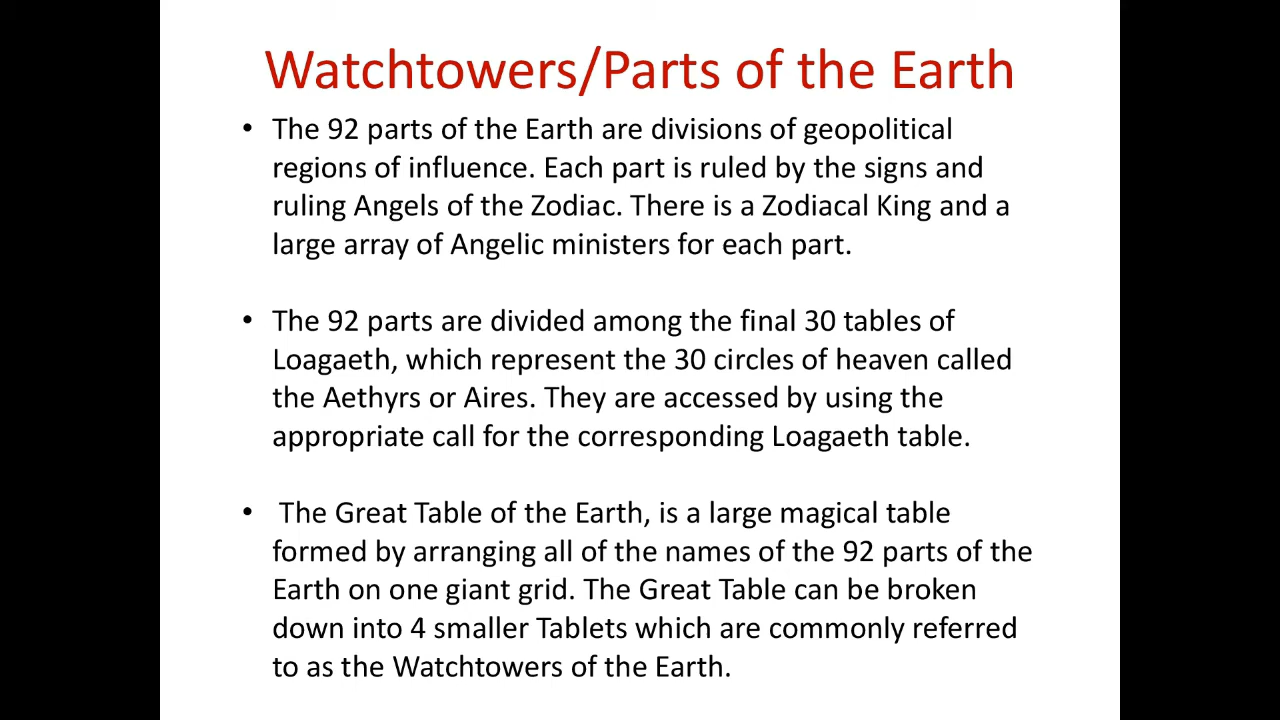 Watchtowers/Parts of the Earth
• The 92 parts of the Earth are divisions of geopolitical
regions of influence. Each part is ruled by the signs and
ruling Angels of the Zodiac. There is a Zodiacal King and a
large array of Angelic ministers for each part.
• The 92 parts are divided among the final 30 tables of
Loagaeth, which represent the 30 circles of heaven called
the Aethyrs or Aires. They are accessed by using the
appropriate call for the corresponding Loagaeth table.
• The Great Table of the Earth, is a large magical table
formed by arranging all of the names of the 92 parts of the
Earth on one giant grid. The Great Table can be broken
down into 4 smaller Tablets which are commonly referred
to as the Watchtowers of the Earth.